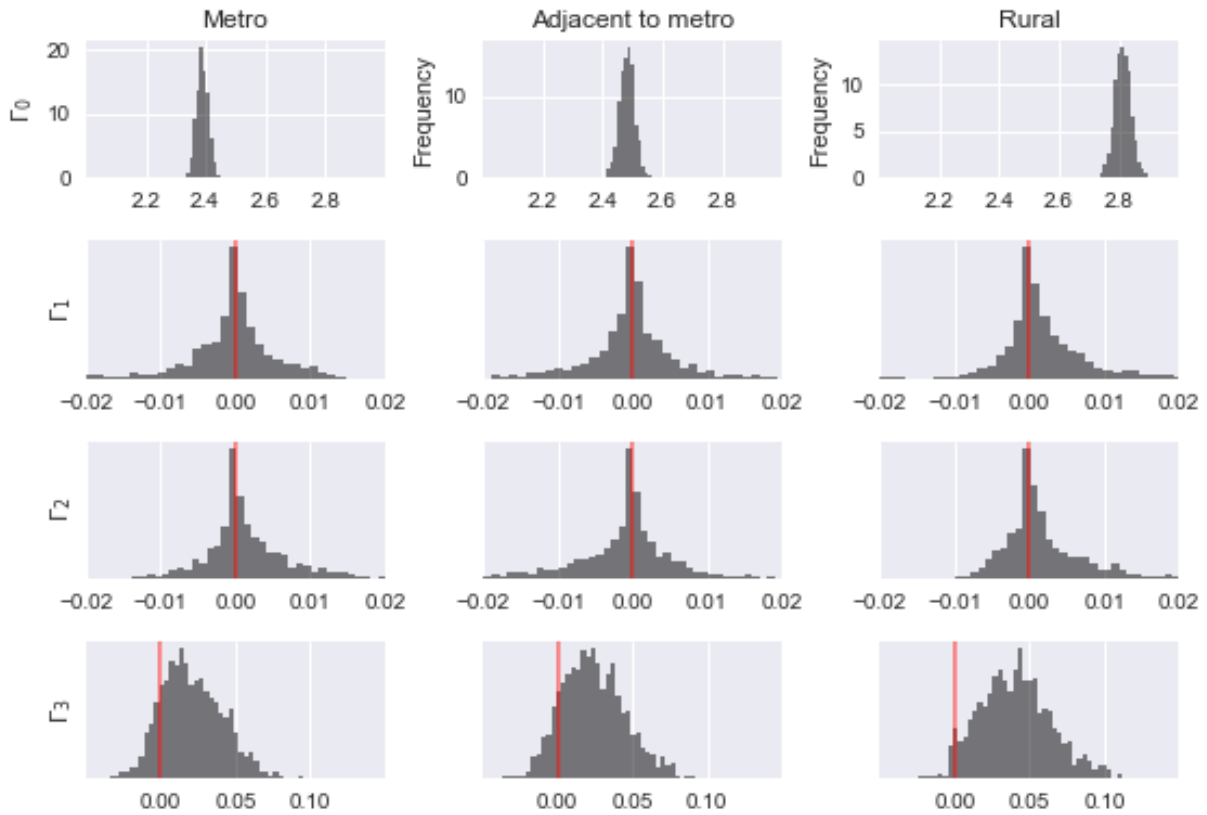 Metro Adjacent to metro Rural
Γ0 20 10 0 Frequency 10 0 Frequency 10 5 0
2.2 2.4 2.6 2.8 2.2 2.4 2.6 2.8 2.2 2.4 2.6 2.8
Γ1
−0.02 −0.01 0.00 0.01 0.02 −0.02 −0.01 0.00 0.01 0.02 −0.02 −0.01 0.00 0.01 0.02
Γ2
−0.02 −0.01 0.00 0.01 0.02 −0.02 −0.01 0.00 0.01 0.02 −0.02 −0.01 0.00 0.01 0.02
Γ3
0.00 0.05 0.10 0.00 0.05 0.10 0.00 0.05 0.10